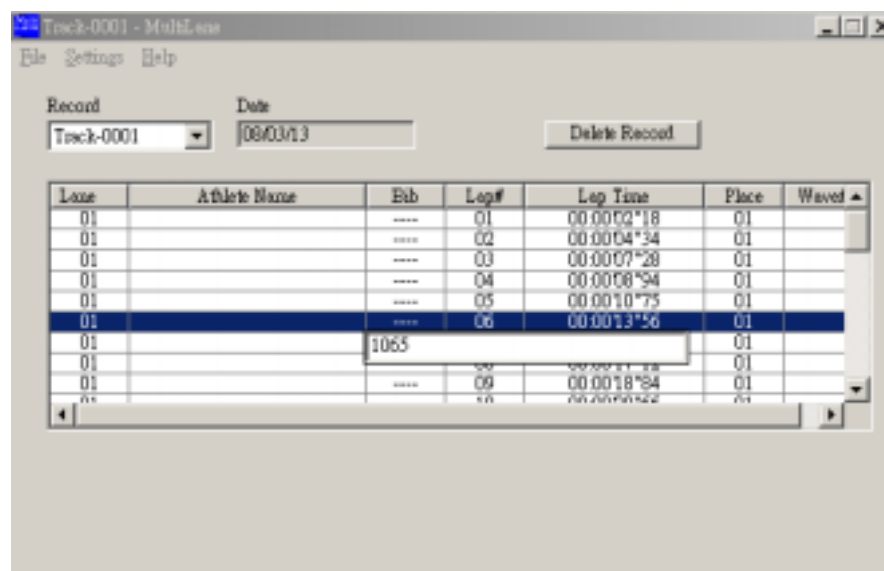 Track-0001 - MultiLane
File Settings Help
Record Date
Track-0001 08/03/13 Delete Record
Lane Athlete Name Bib Lap# Lap Time Place
01 ---- 01 00:00'02"18 01
01 ---- 02 00:00'04"34 01
01 ---- 03 00:00'07"28 01
01 ---- 04 00:00'08"94 01
01 ---- 05 00:00'10"75 01
01 ---- 06 00:00'13"56 01
01 1065 01
01 01
01 ---- 09 00:00'18"84 01